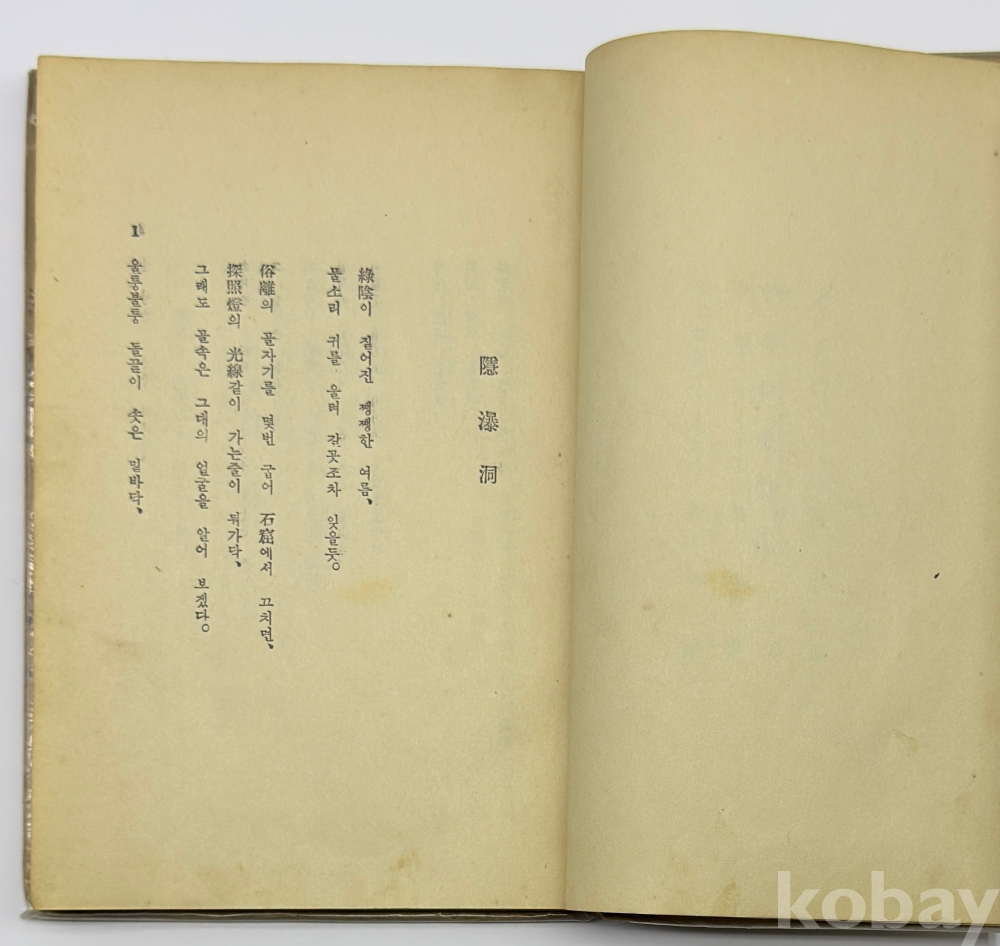 隱瀑洞
綠陰이 짙어진 쨍쨍한 여름、
물소리 귀를 울려 갈곳조차 잊을듯。
俗離의 골자기를 몇번 굽어 石窟에서 끄치면、
探照燈의 光線같이 가는줄이 뒤가닥、
그래도 골속은 그대의 얼굴을 알어 보겠다。
1 울퉁불퉁 돌끌이 솟은 밑바닥、
kobay